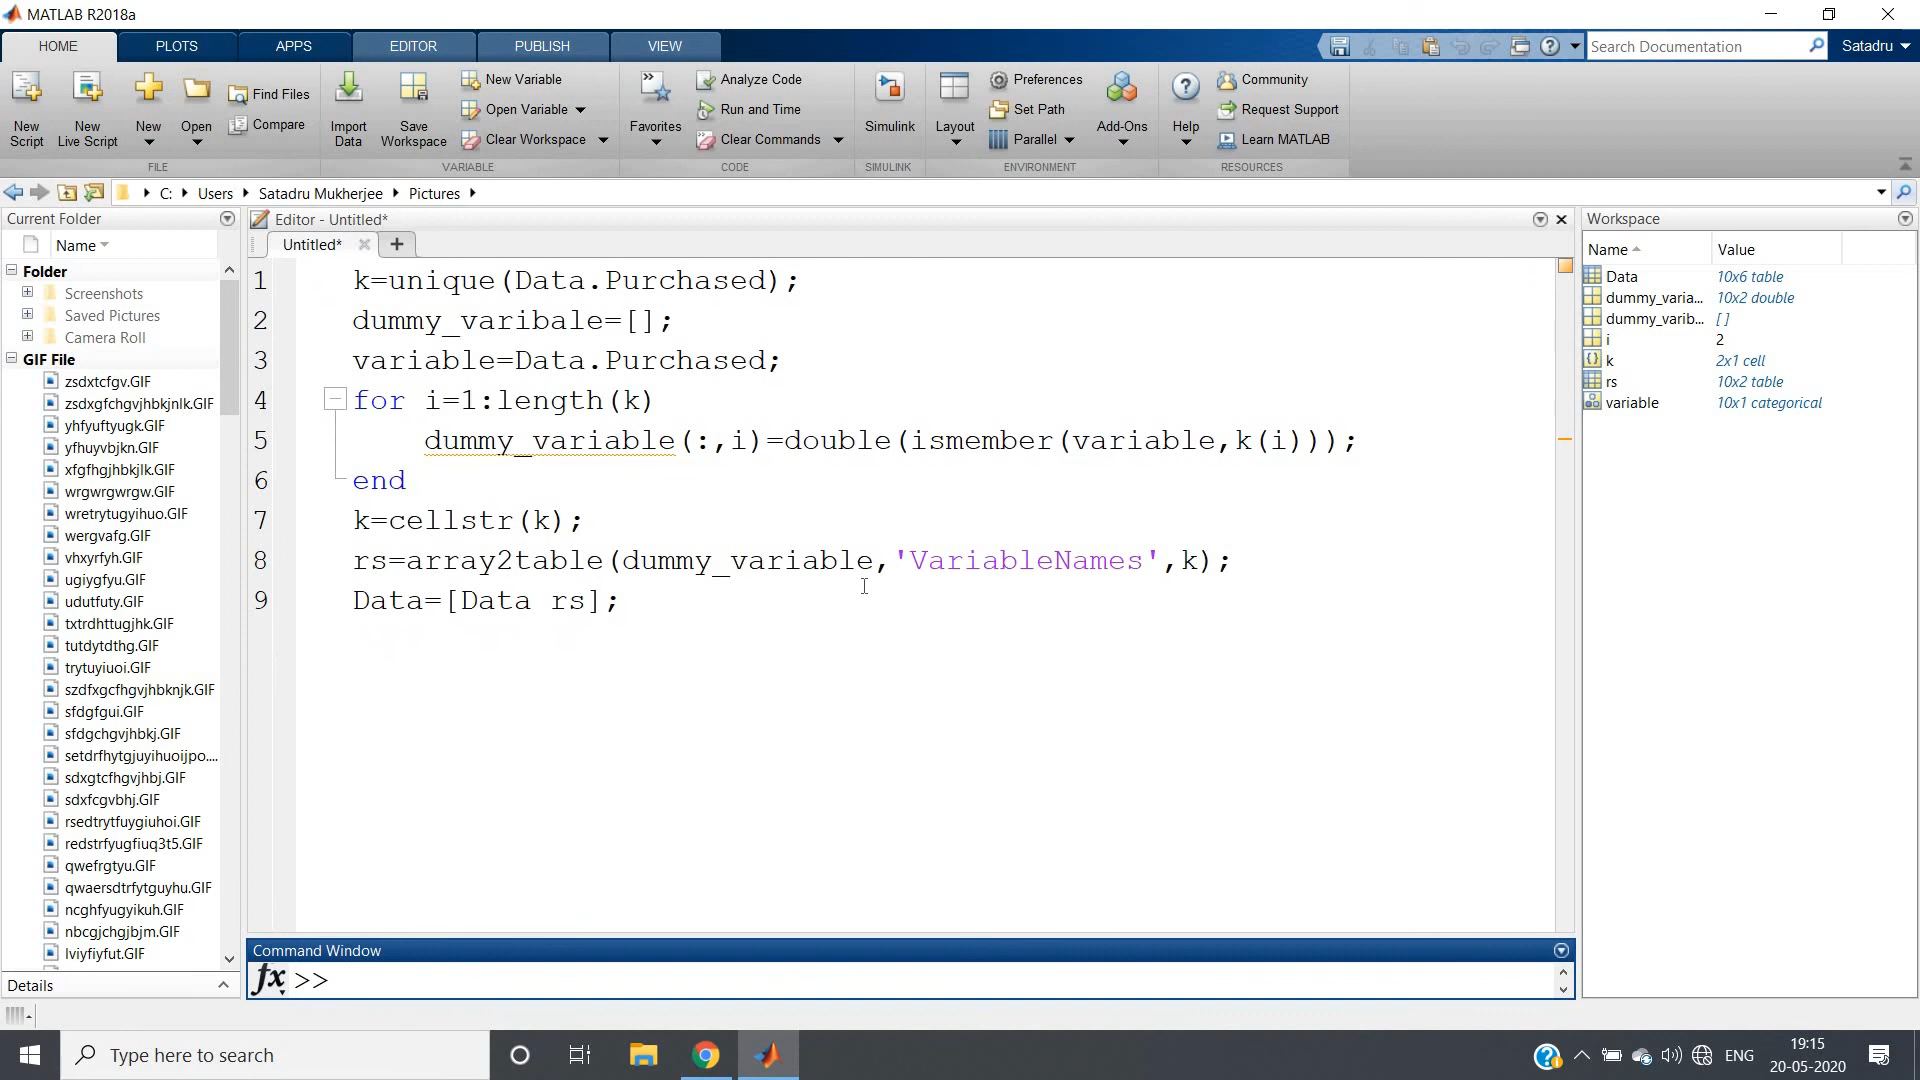 MATLAB R2018a
HOME PLOTS APPS EDITOR PUBLISH VIEW Search Documentation Satadru
New Script New Live Script New Open Find Files Compare FILE
Import Data Save Workspace New Variable Open Variable Clear Workspace VARIABLE
Favorites Analyze Code Run and Time Clear Commands CODE
Simulink SIMULINK
Layout Preferences Set Path Parallel Add-Ons ENVIRONMENT
Help Community Request Support Learn MATLAB RESOURCES
C: Users Satadru Mukherjee Pictures
Current Folder
Name
Folder
Screenshots
Saved Pictures
Camera Roll
GIF File
zsdxtcfgv.GIF
zsdxgfchgvjhbkjnlk.GIF
yhfyuftyugk.GIF
yfhuyvbjkn.GIF
xfgfhgjhbkjlk.GIF
wrgwrgwrgw.GIF
wretrytugyihuo.GIF
wergvafg.GIF
vhxyrfyh.GIF
ugiygfyu.GIF
udutfuty.GIF
txtrdhttugjhk.GIF
tutdytdthg.GIF
trytuyiuoi.GIF
szdfxgcfhgvjhbknjk.GIF
sfdgfgui.GIF
sfdgchgvjhbkj.GIF
setdrfhytgjuyihuoijpo....
sdxgtcfhgvjhbj.GIF
sdxfcgvbhj.GIF
rsedtrytfuygiuhoi.GIF
redstrfyugfiuq3t5.GIF
qwefrgtyu.GIF
qwaersdtrfytguyhu.GIF
ncghfyugyikuh.GIF
nbcgjchgjbjm.GIF
lviyfiyfut.GIF
Details
Editor - Untitled*
Untitled*
1 k=unique(Data.Purchased);
2 dummy_varibale=[];
3 variable=Data.Purchased;
4 for i=1:length(k)
5 dummy_variable(:,i)=double(ismember(variable,k(i)));
6 end
7 k=cellstr(k);
8 rs=array2table(dummy_variable,'VariableNames',k);
9 Data=[Data rs];
Command Window
fx >>
Workspace
Name Value
Data 10x6 table
dummy_varia... 10x2 double
dummy_varib... []
i 2
k 2x1 cell
rs 10x2 table
variable 10x1 categorical
Type here to search
ENG
19:15
20-05-2020